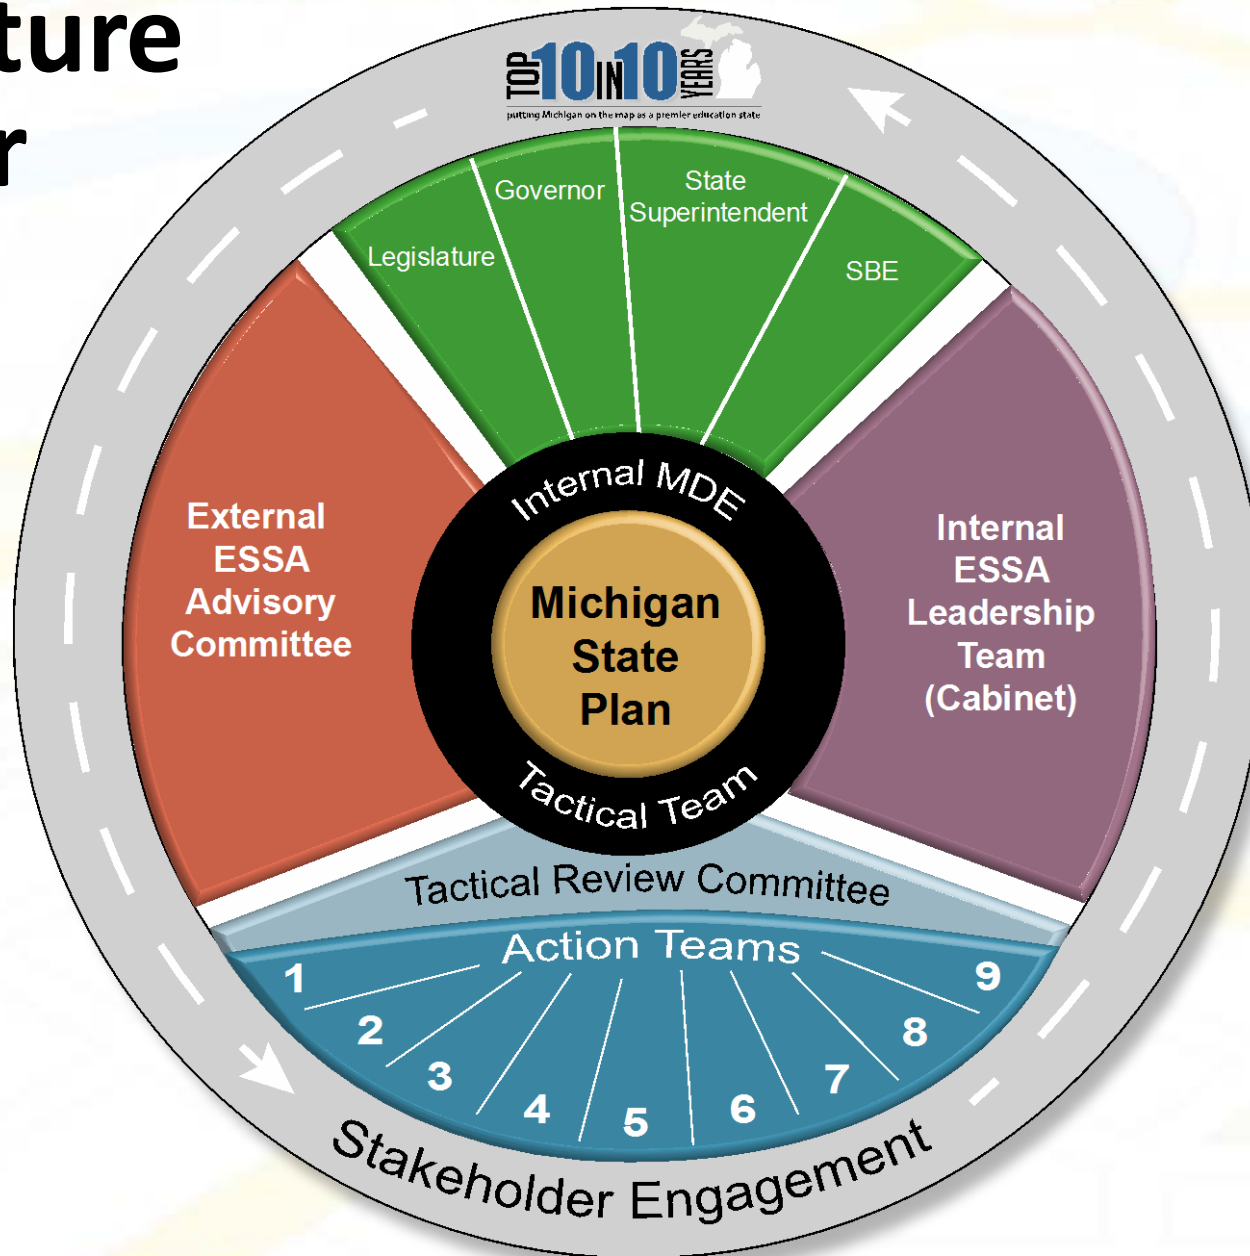 TOP 10 IN 10 YEARS
putting Michigan on the map as a premier education state
Legislature
Governor
State
Superintendent
SBE
External
ESSA
Advisory
Committee
Internal MDE
Michigan
State
Plan
Tactical Team
Internal
ESSA
Leadership
Team
(Cabinet)
Tactical Review Committee
Action Teams
1
2
3
4
5
6
7
8
9
Stakeholder Engagement